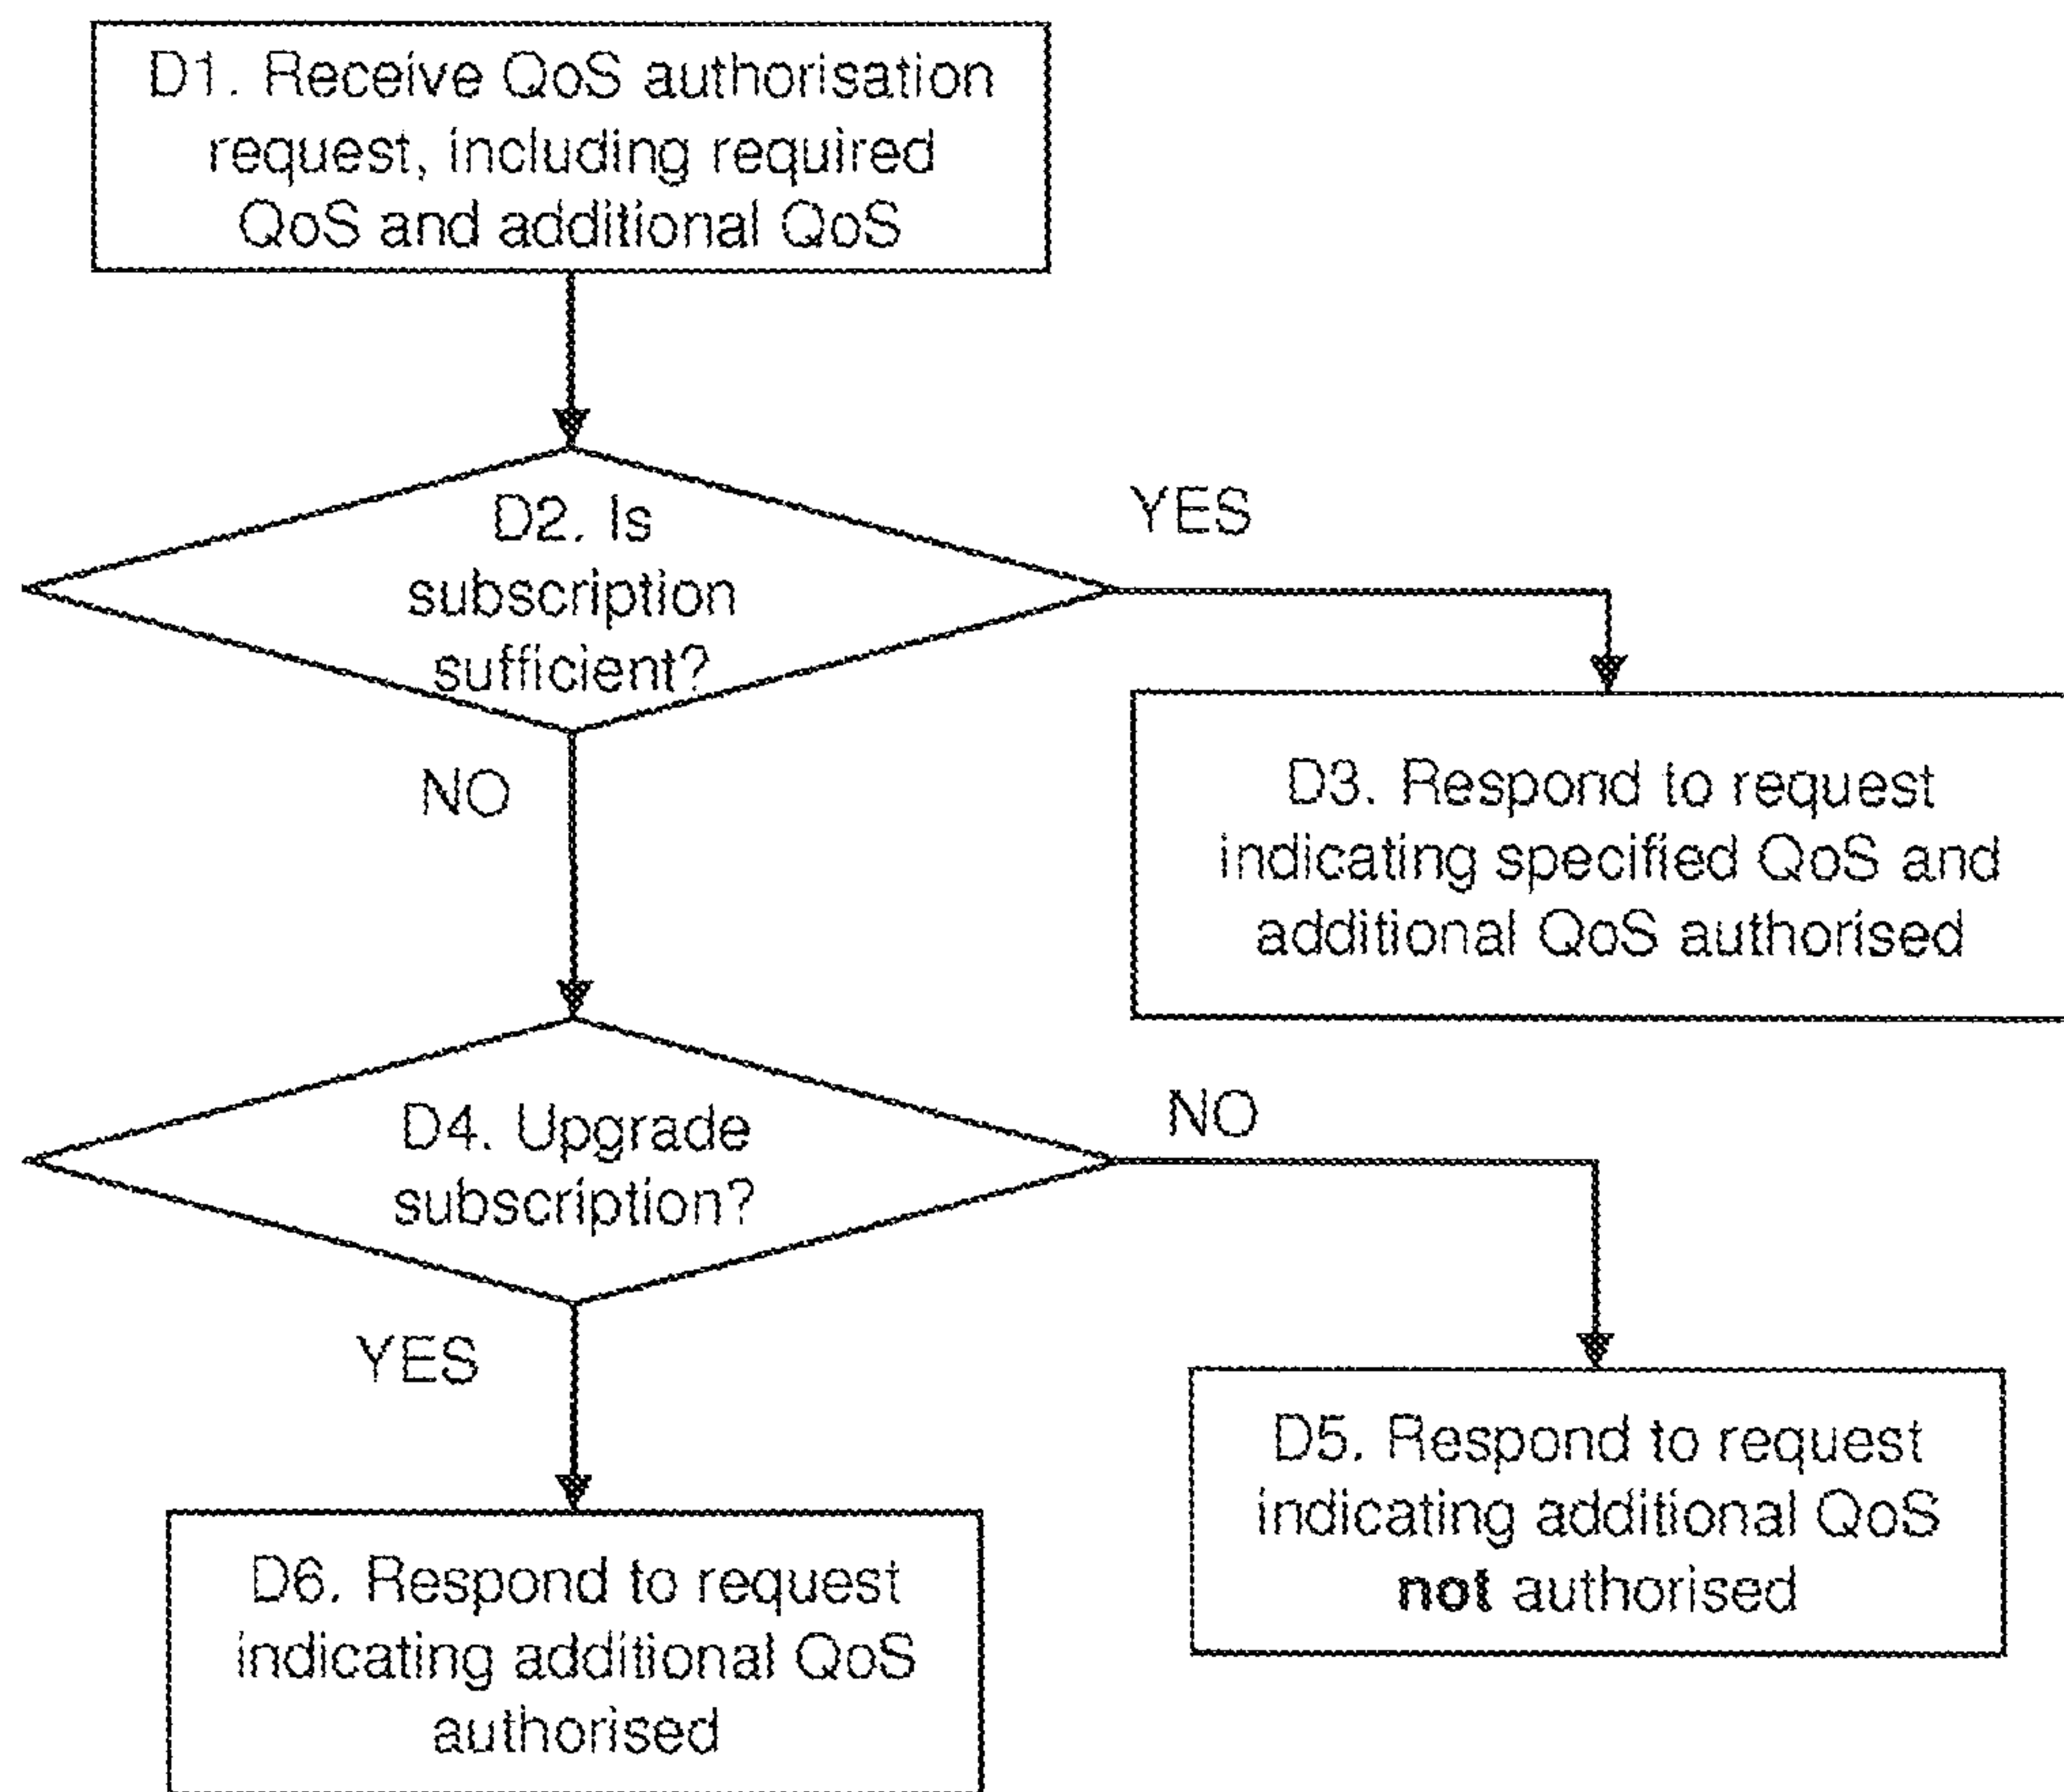 D1. Receive QoS authorisation
request, including required
QoS and additional QoS
D2. Is
subscription
sufficient?
YES
NO
D3. Respond to request
indicating specified QoS and
additional QoS authorised
D4. Upgrade
subscription?
NO
YES
D5. Respond to request
indicating additional QoS
not authorised
D6. Respond to request
indicating additional QoS
authorised